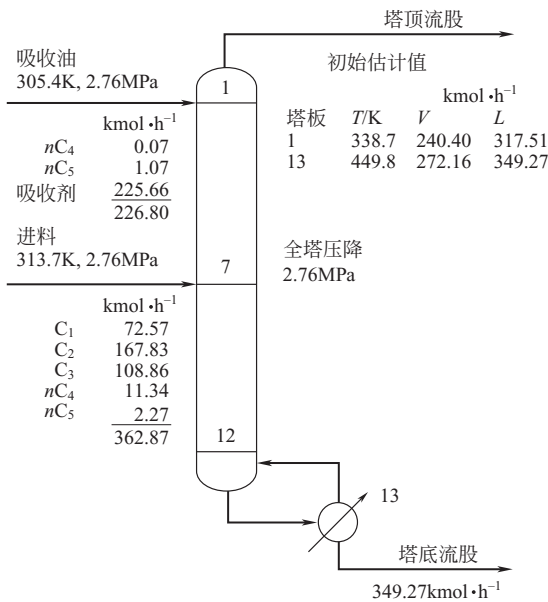 塔顶流股
吸收油
305.4K, 2.76MPa
初始估计值
kmol·h⁻¹
塔板 T/K V L
1 338.7 240.40 317.51
13 449.8 272.16 349.27
1
kmol·h⁻¹
nC₄ 0.07
nC₅ 1.07
吸收剂 225.66
226.80
进料
313.7K, 2.76MPa
7
全塔压降
2.76MPa
kmol·h⁻¹
C₁ 72.57
C₂ 167.83
C₃ 108.86
nC₄ 11.34
nC₅ 2.27
362.87
12
13
塔底流股
349.27kmol·h⁻¹